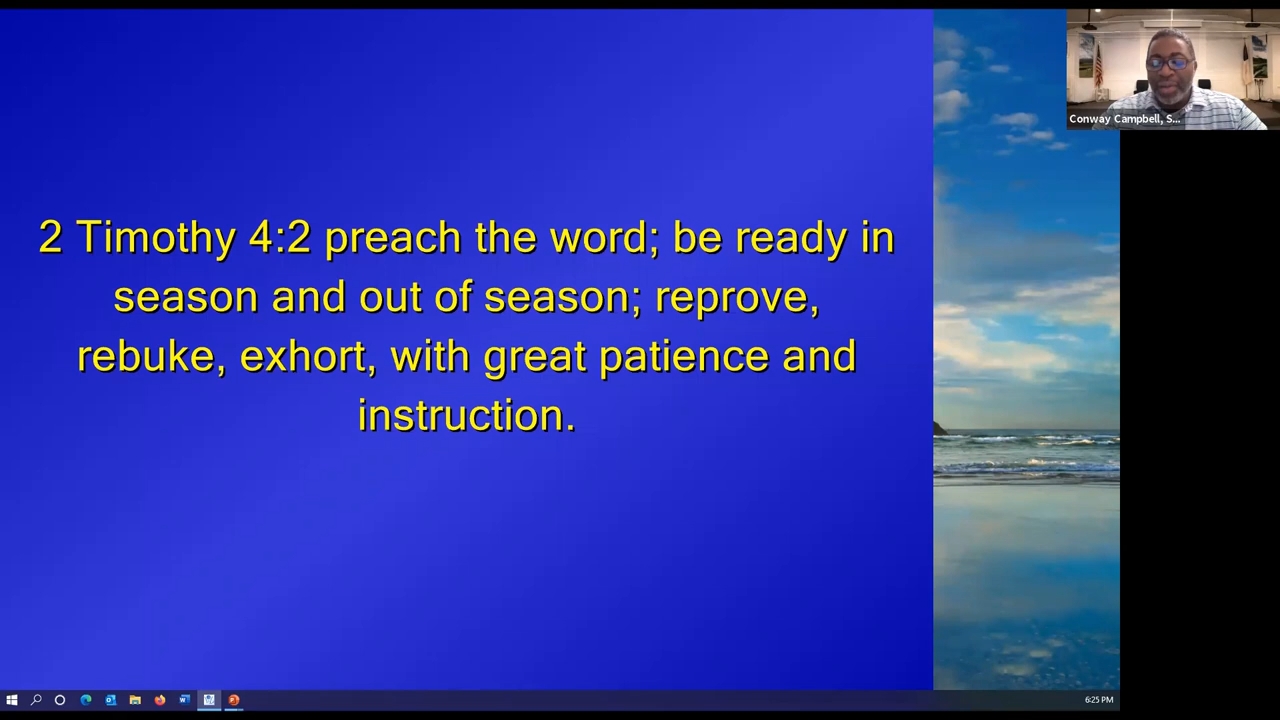 2 Timothy 4:2 preach the word; be ready in
season and out of season; reprove,
rebuke, exhort, with great patience and
instruction.
Conway Campbell, S...
6:25 PM